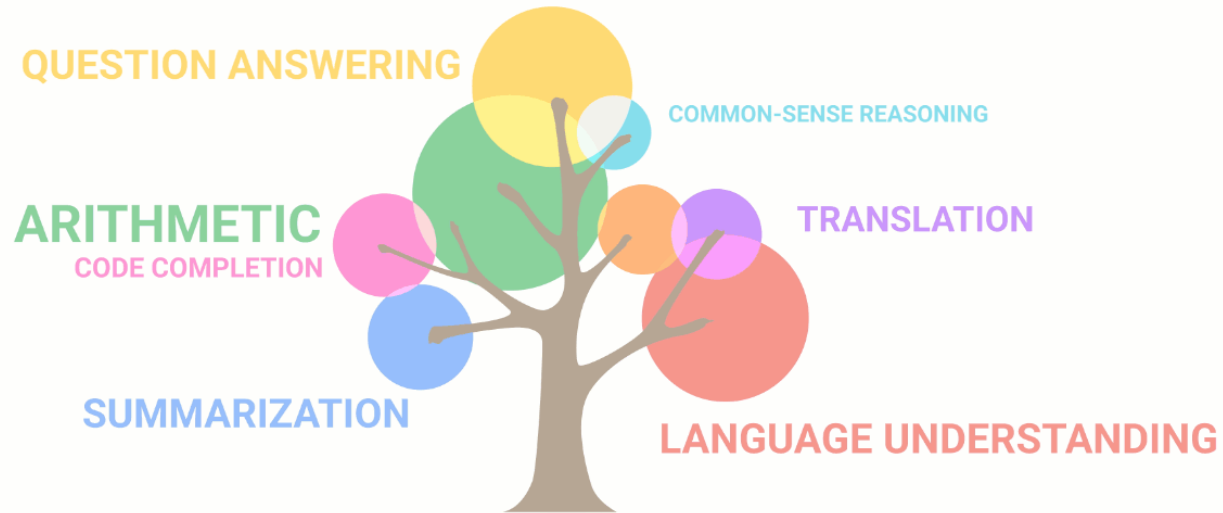 QUESTION ANSWERING
COMMON-SENSE REASONING
ARITHMETIC
TRANSLATION
CODE COMPLETION
SUMMARIZATION
LANGUAGE UNDERSTANDING